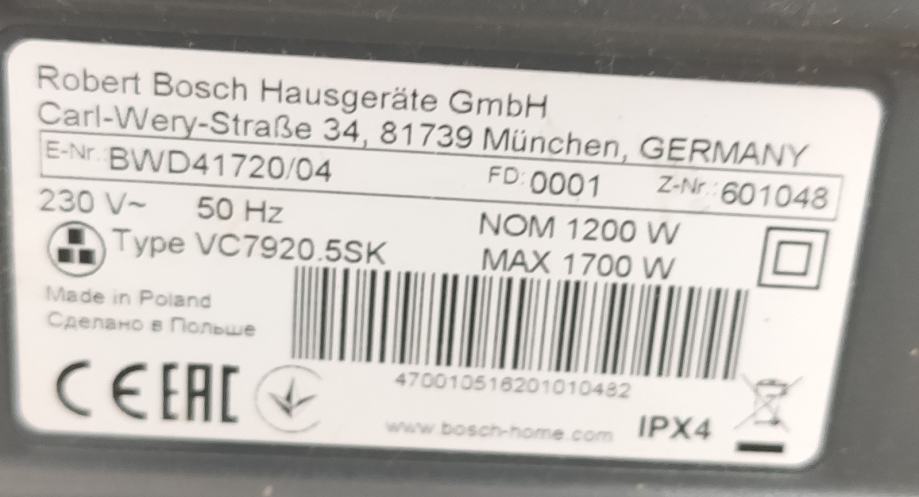 Robert Bosch Hausgeräte GmbH
Carl-Wery-Straße 34, 81739 München, GERMANY
E-Nr.: BWD41720/04 FD: 0001 Z-Nr.: 601048
230 V~ 50 Hz NOM 1200 W
Type VC7920.5SK MAX 1700 W
Made in Poland
Сделано в Польше
470010516201010482
CE EAC
www.bosch-home.com IPX4